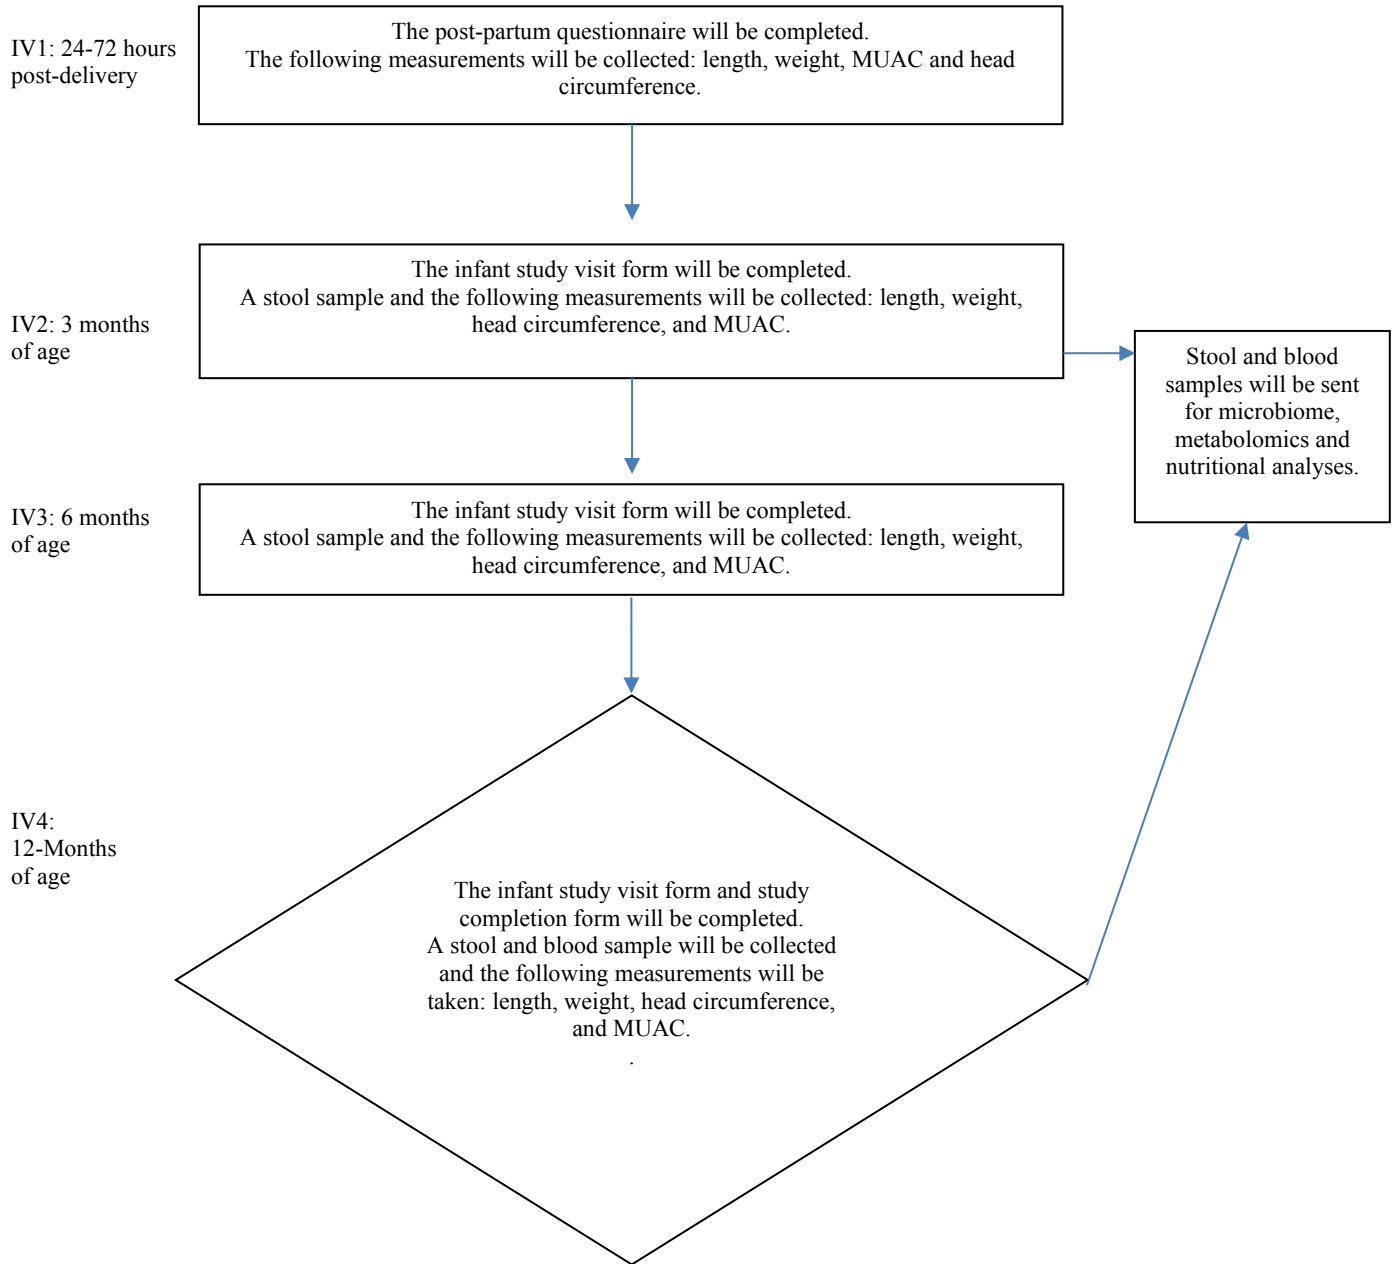 IV1: 24-72 hours
post-delivery
The post-partum questionnaire will be completed.
The following measurements will be collected: length, weight, MUAC and head
circumference.
IV2: 3 months
of age
The infant study visit form will be completed.
A stool sample and the following measurements will be collected: length, weight,
head circumference, and MUAC.
Stool and blood
samples will be sent
for microbiome,
metabolomics and
nutritional analyses.
IV3: 6 months
of age
The infant study visit form will be completed.
A stool sample and the following measurements will be collected: length, weight,
head circumference, and MUAC.
IV4:
12-Months
of age
The infant study visit form and study
completion form will be completed.
A stool and blood sample will be collected
and the following measurements will be
taken: length, weight, head circumference,
and MUAC.
.